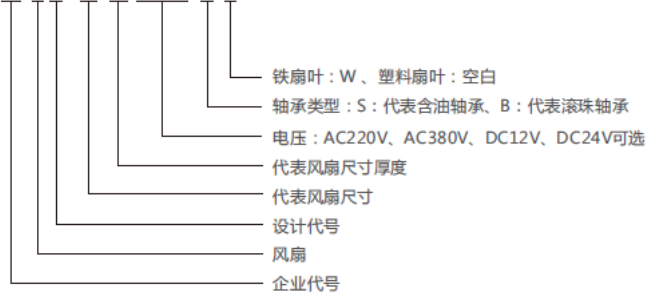 铁扇叶：W 、塑料扇叶：空白
轴承类型：S：代表含油轴承、B：代表滚珠轴承
电压：AC220V、AC380V、DC12V、DC24V可选
代表风扇尺寸厚度
代表风扇尺寸
设计代号
风扇
企业代号